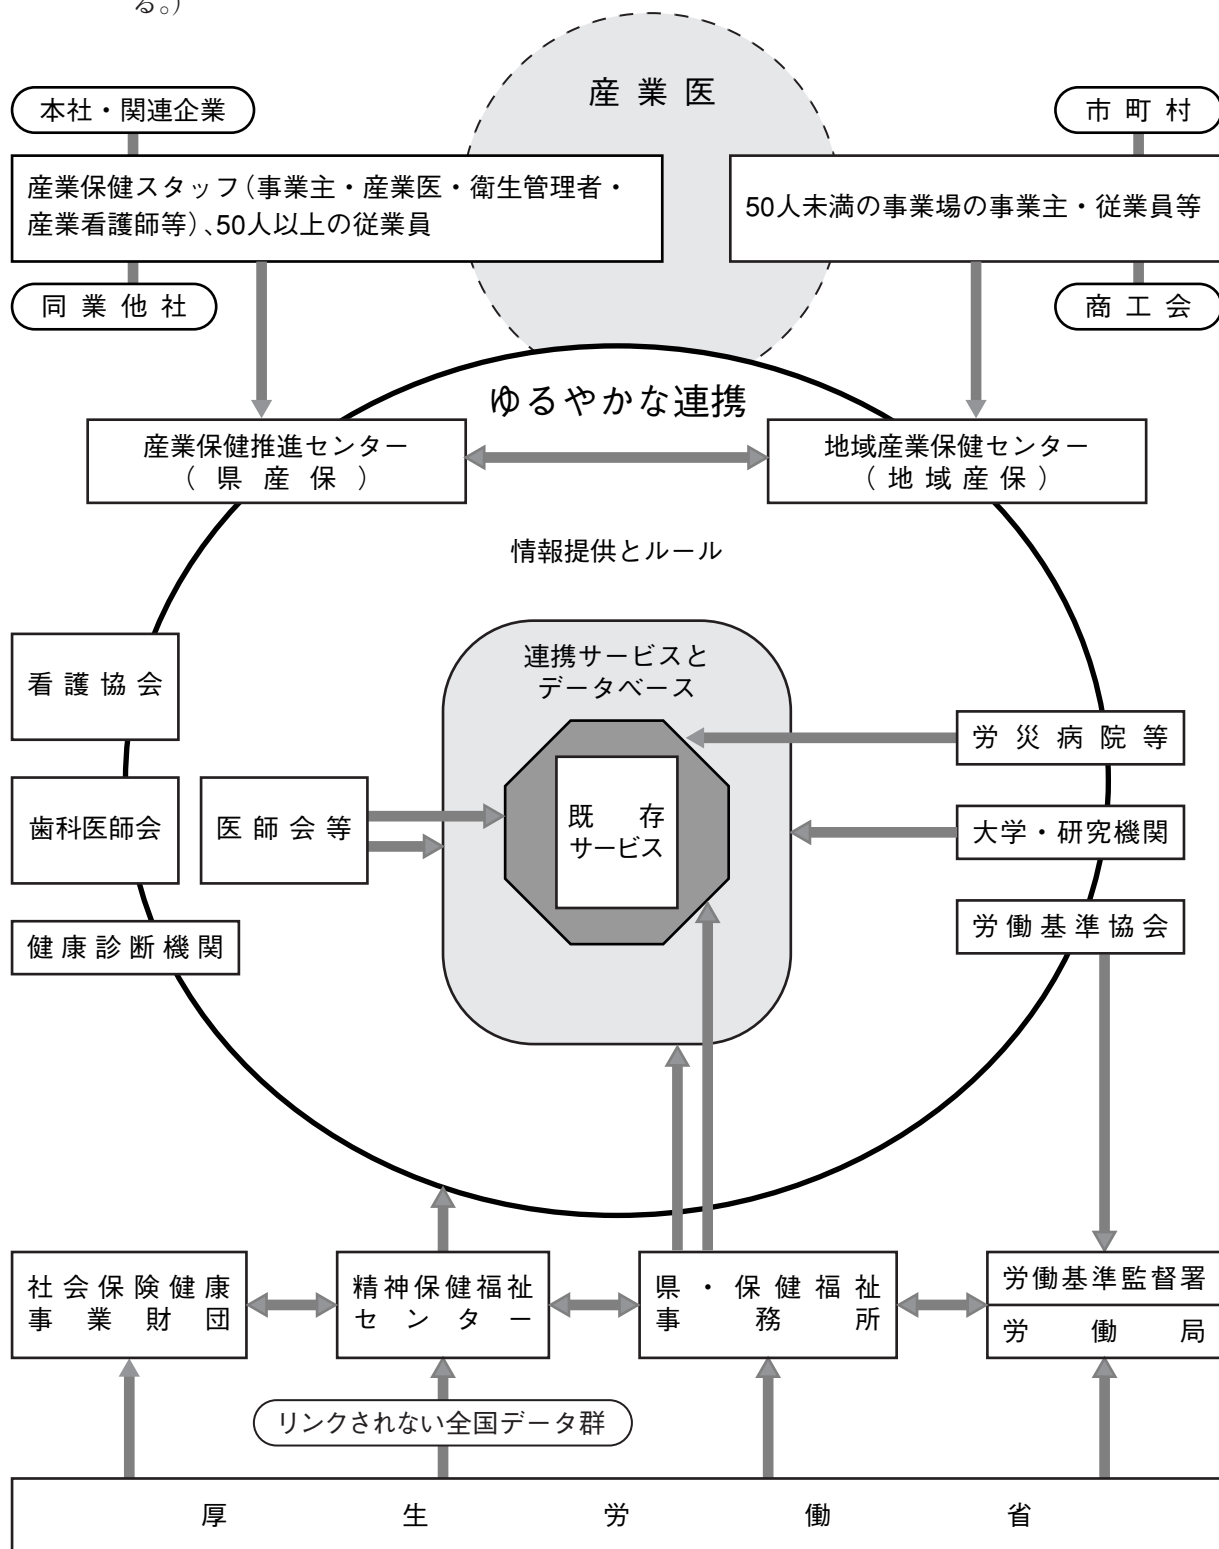 る。)
産業医
本社・関連企業
市町村
産業保健スタッフ（事業主・産業医・衛生管理者・
産業看護師等）、50人以上の従業員
50人未満の事業場の事業主・従業員等
同業他社
商工会
ゆるやかな連携
産業保健推進センター
（県産保）
地域産業保健センター
（地域産保）
情報提供とルール
連携サービスと
データベース
看護協会
労災病院等
歯科医師会
医師会等
既存
サービス
大学・研究機関
健康診断機関
労働基準協会
社会保険健康
事業財団
精神保健福祉
センター
県・保健福祉
事務所
労働基準監督署
労働局
リンクされない全国データ群
厚生労働省